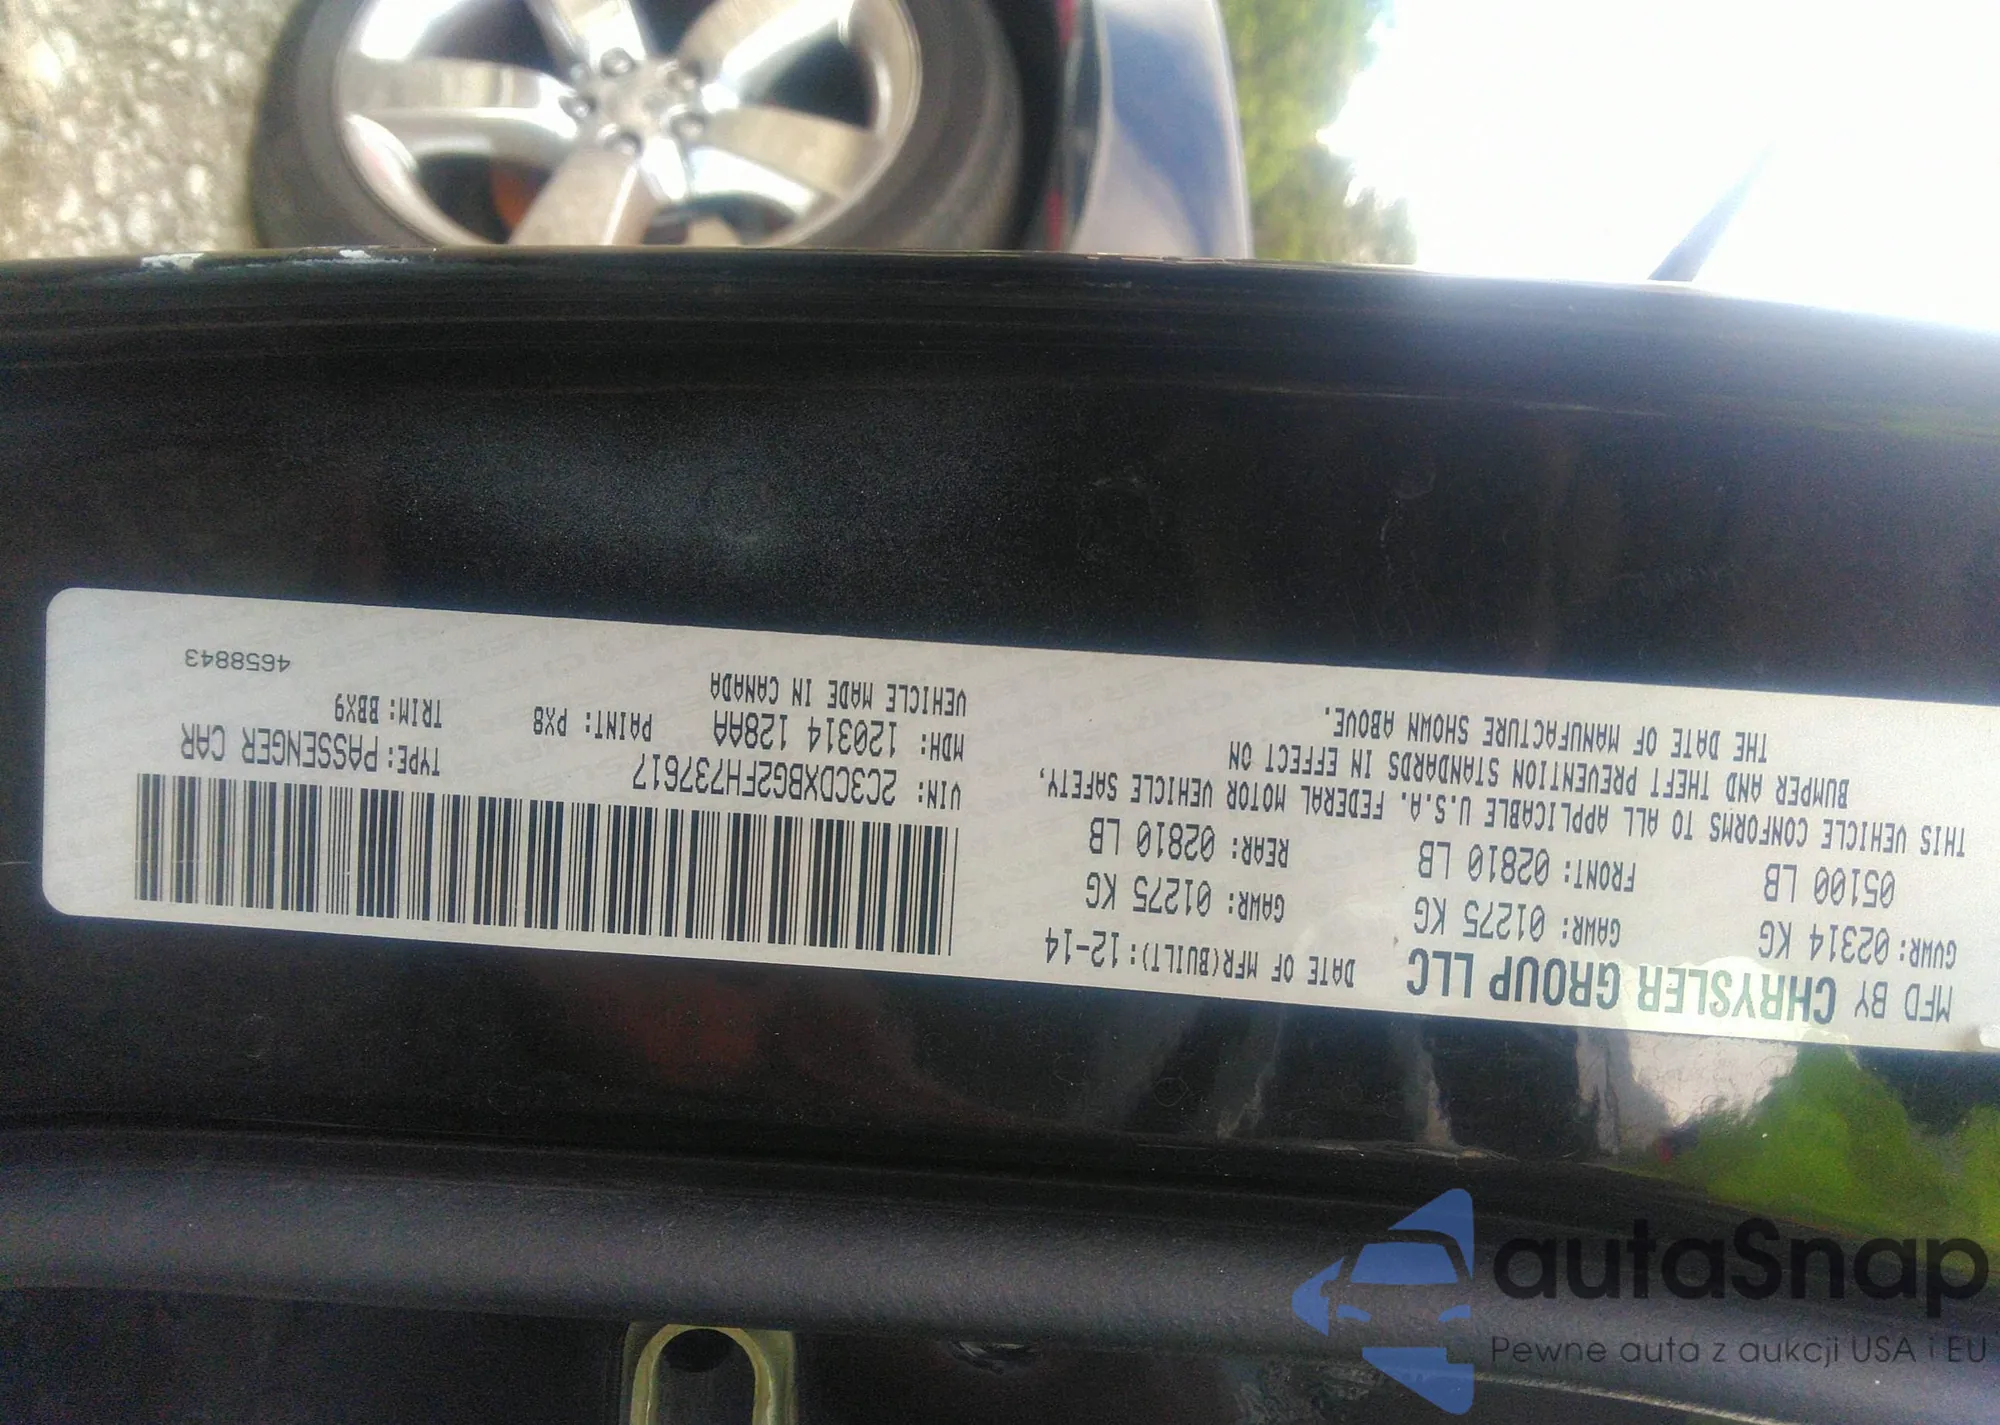 MFD BY CHRYSLER GROUP LLC
DATE OF MFR(BUILT):12-14
GVWR: 02314 KG
GAWR: 01275 KG
GAWR: 01275 KG
05100 LB
FRONT: 02810 LB
REAR: 02810 LB
THIS VEHICLE CONFORMS TO ALL APPLICABLE U.S.A. FEDERAL MOTOR VEHICLE SAFETY,
BUMPER AND THEFT PREVENTION STANDARDS IN EFFECT ON
THE DATE OF MANUFACTURE SHOWN ABOVE.
VIN: 2C3CDXBG2FH737617
TYPE: PASSENGER CAR
MDH: 120314 128AA
PAINT: PX8
TRIM: BBX9
VEHICLE MADE IN CANADA
4658843
autaSnap
Pewne auta z aukcji USA i EU